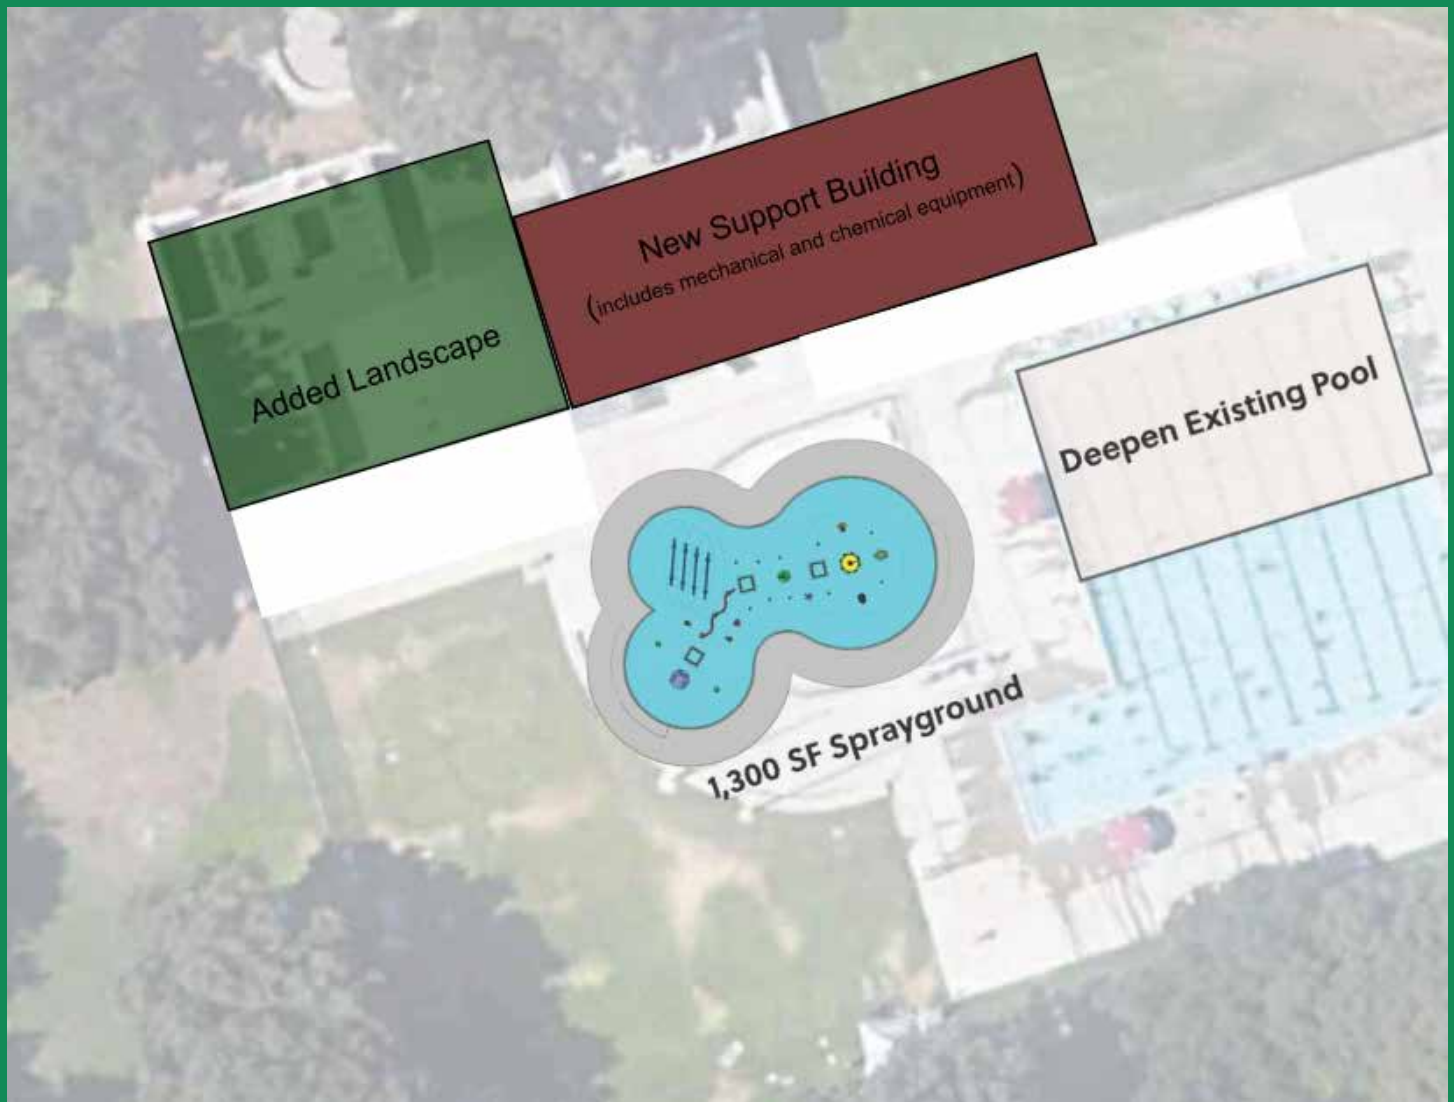 New Support Building
(includes mechanical and chemical equipment)
Added Landscape
Deepen Existing Pool
1,300 SF Sprayground